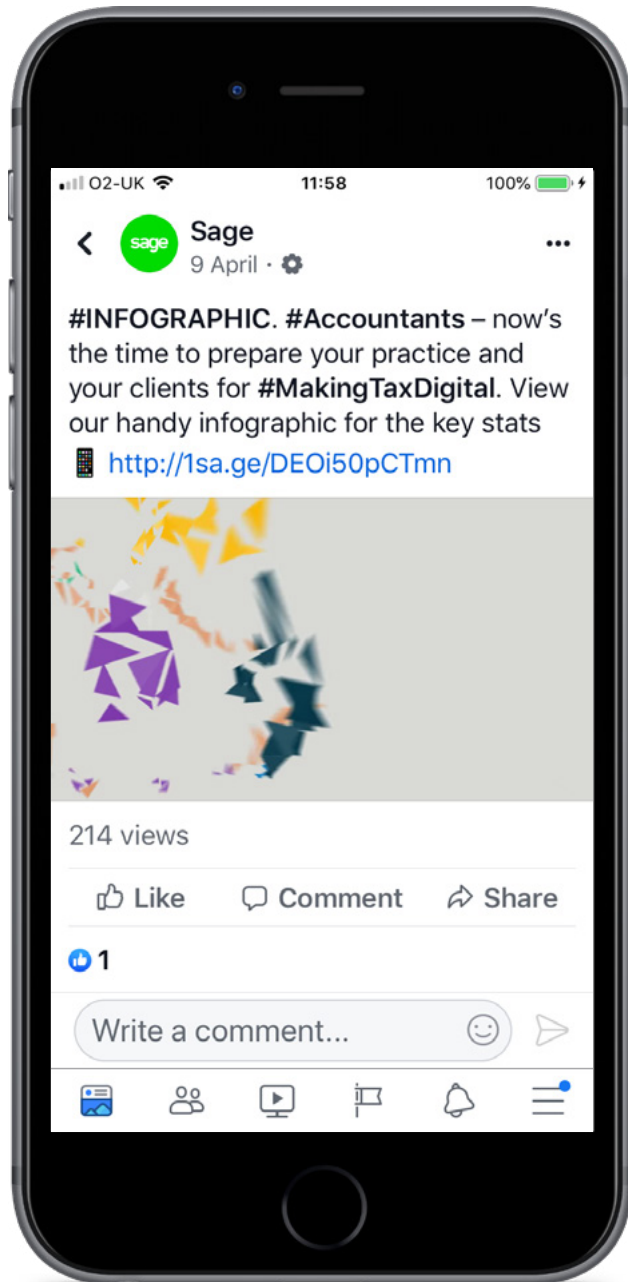 O2-UK 11:58 100%
sage
Sage
9 April ·
#INFOGRAPHIC. #Accountants – now's
the time to prepare your practice and
your clients for #MakingTaxDigital. View
our handy infographic for the key stats
http://1sa.ge/DEOi50pCTmn
214 views
Like Comment Share
1
Write a comment...